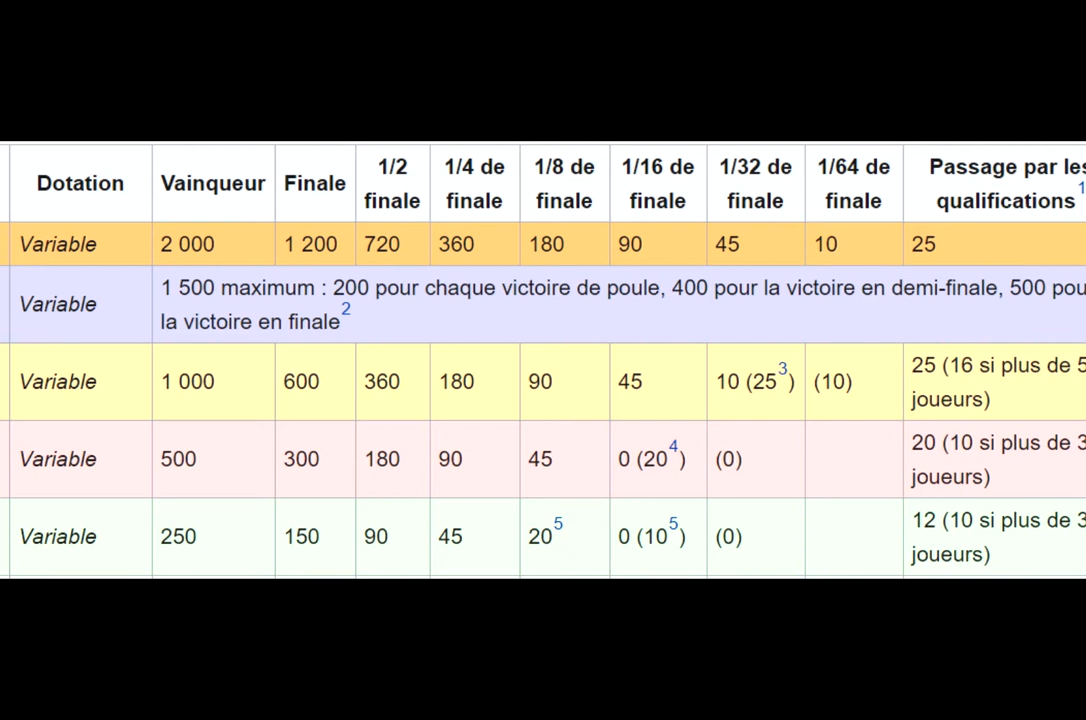 Dotation Vainqueur Finale 1/2 finale 1/4 de finale 1/8 de finale 1/16 de finale 1/32 de finale 1/64 de finale Passage par les qualifications 1
Variable 2 000 1 200 720 360 180 90 45 10 25
Variable 1 500 maximum : 200 pour chaque victoire de poule, 400 pour la victoire en demi-finale, 500 pou
la victoire en finale 2
Variable 1 000 600 360 180 90 45 10 (25 3) (10) 25 (16 si plus de 5
joueurs)
Variable 500 300 180 90 45 0 (20 4) (0) 20 (10 si plus de 3
joueurs)
Variable 250 150 90 45 20 5 0 (10 5) (0) 12 (10 si plus de 3
joueurs)